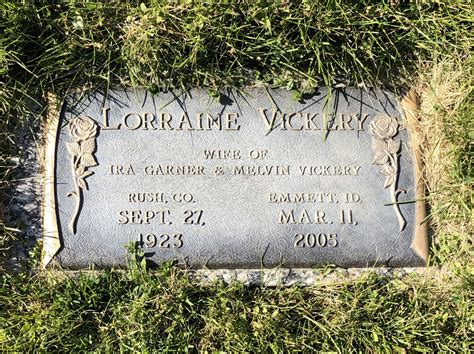 LORRAINE VICKERY
WIFE OF
IRA GARNER & MELVIN VICKERY
RUSH, CO. EMMETT, ID.
SEPT. 27, MAR. 11,
1923 2005